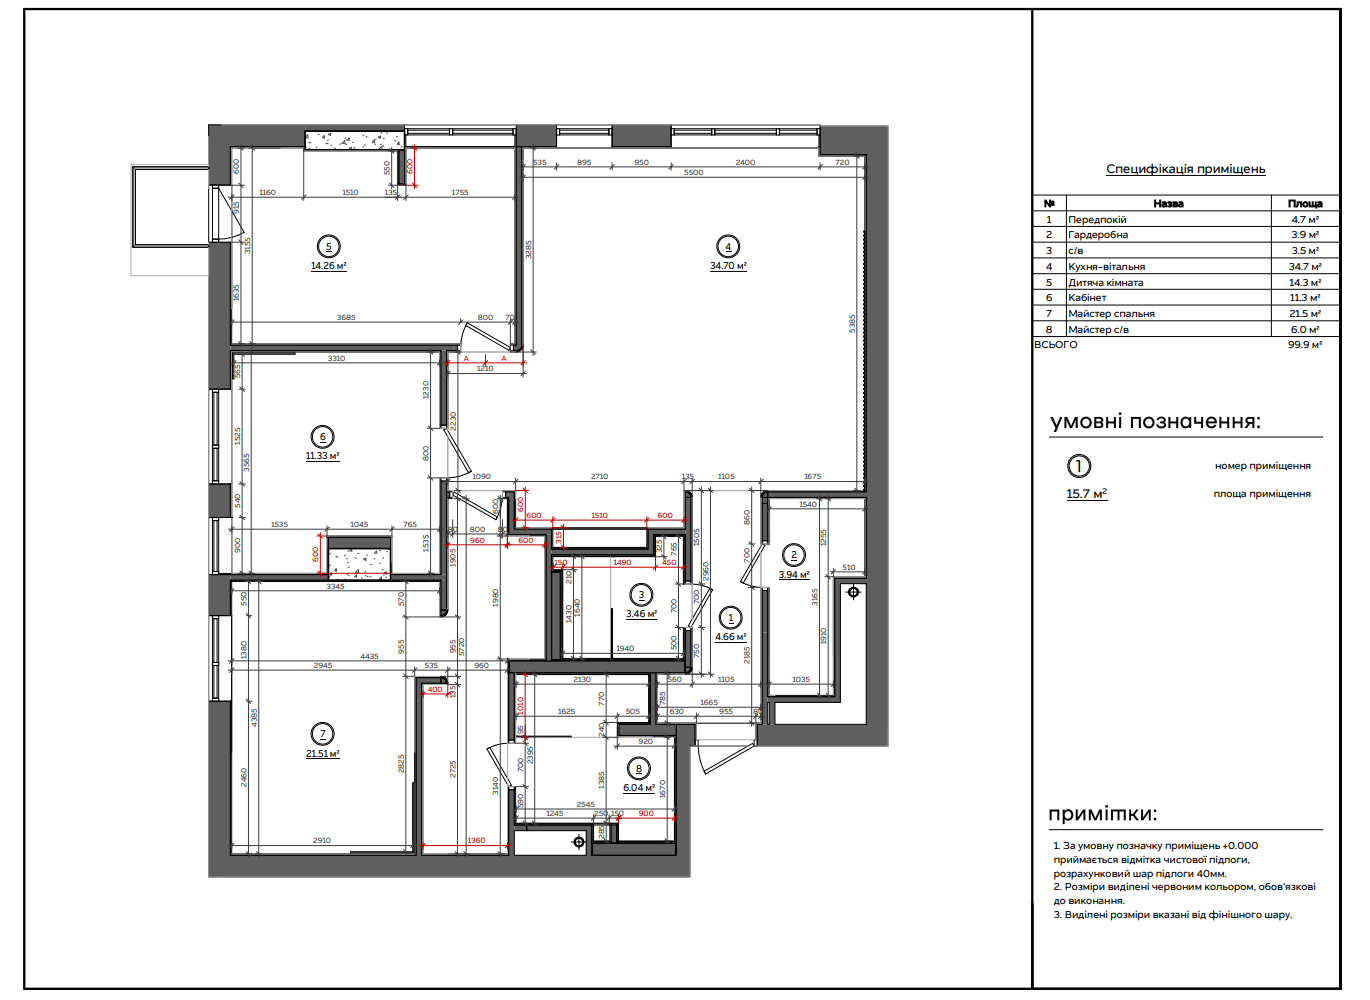 Специфікація приміщень
№ Назва Площа
1 Передпокій 4.7 м²
2 Гардеробна 3.9 м²
3 с/в 3.5 м²
4 Кухня-вітальня 34.7 м²
5 Дитяча кімната 14.3 м²
6 Кабінет 11.3 м²
7 Майстер спальня 21.5 м²
8 Майстер с/в 6.0 м²
ВСЬОГО 99.9 м²
умовні позначення:
1 номер приміщення
15.7 м² площа приміщення
примітки:
1. За умовну позначку приміщень +0.000
приймається відмітка чистової підлоги,
розрахунковий шар підлоги 40мм.
2. Розміри виділені червоним кольором, обов'язкові
до виконання.
3. Виділені розміри вказані від фінішного шару.
535 895 950 2400 720
5500
600
550
600
1160 1510 135 1755
915
3155
1635
5
14.26 м²
3285
4
34.70 м²
5385
3685 800 70
А А
1210
3310
565
1230
2230
1525
3565
6
11.33 м²
800
540
900
1535 1045 765
600
1535
1090 2710 135 1105 1675
600
600
600 1510 600
800
960 600
315
325
765
1905
1980
150 1490 450
210
1430
1640
3
3.46 м²
700
500
1940
1505
2960
700
750
860
700
2185
1
4.66 м²
1540
1255
2
3.94 м²
510
3165
1910
1035
3345
550
570
1380
955
955
5720
4435
2945 535 960
400
135
4385
7
21.51 м²
2460
2825
2725
3140
2910
1360
2130
1010
770
1625 505
95
240
920
700
2395
590
1385
8
6.04 м²
1670
2545
1245 250 150 900
285
560 1105
785
1665
630 955